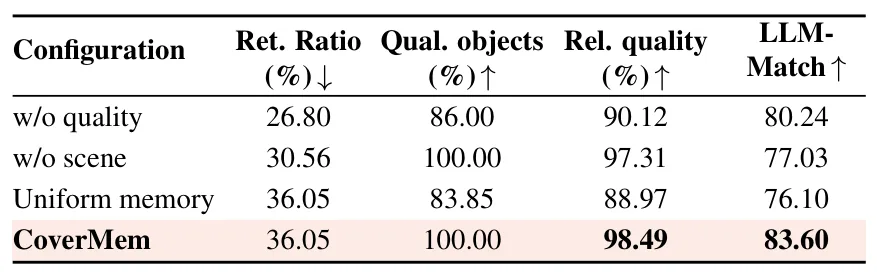 Configuration Ret. Ratio (%)↓ Qual. objects (%)↑ Rel. quality (%)↑ LLM-Match↑
w/o quality 26.80 86.00 90.12 80.24
w/o scene 30.56 100.00 97.31 77.03
Uniform memory 36.05 83.85 88.97 76.10
CoverMem 36.05 100.00 98.49 83.60